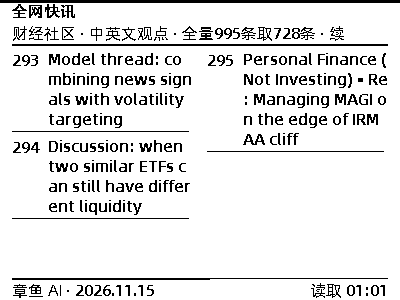 全网快讯
财经社区 · 中英文观点 · 全量995条取728条 · 续
293 Model thread: co
mbining news sign
als with volatility
targeting
294 Discussion: when
two similar ETFs c
an still have differ
ent liquidity
295 Personal Finance (
Not Investing) • Re
: Managing MAGI o
n the edge of IRM
AA cliff
章鱼 AI · 2026.11.15
读取 01:01